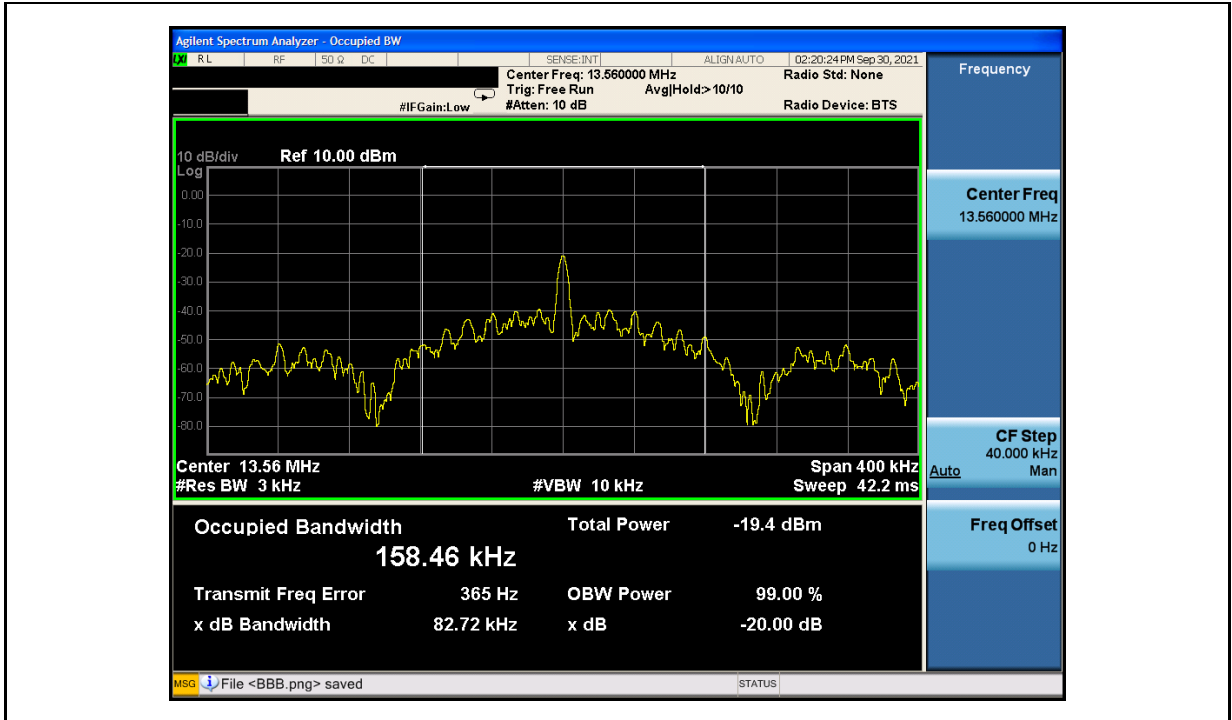 Agilent Spectrum Analyzer - Occupied BW
LXI RL RF 50 Ω DC SENSE:INT ALIGN AUTO 02:20:24 PM Sep 30, 2021
Center Freq: 13.560000 MHz Radio Std: None
Trig: Free Run Avg|Hold:> 10/10
#IFGain:Low #Atten: 10 dB Radio Device: BTS
10 dB/div Ref 10.00 dBm
Log
0.00
-10.0
-20.0
-30.0
-40.0
-50.0
-60.0
-70.0
-80.0
Center 13.56 MHz Span 400 kHz
#Res BW 3 kHz #VBW 10 kHz Sweep 42.2 ms
Occupied Bandwidth Total Power -19.4 dBm
158.46 kHz
Transmit Freq Error 365 Hz OBW Power 99.00 %
x dB Bandwidth 82.72 kHz x dB -20.00 dB
MSG File <BBB.png> saved STATUS
Frequency
Center Freq
13.560000 MHz
CF Step
40.000 kHz
Auto Man
Freq Offset
0 Hz